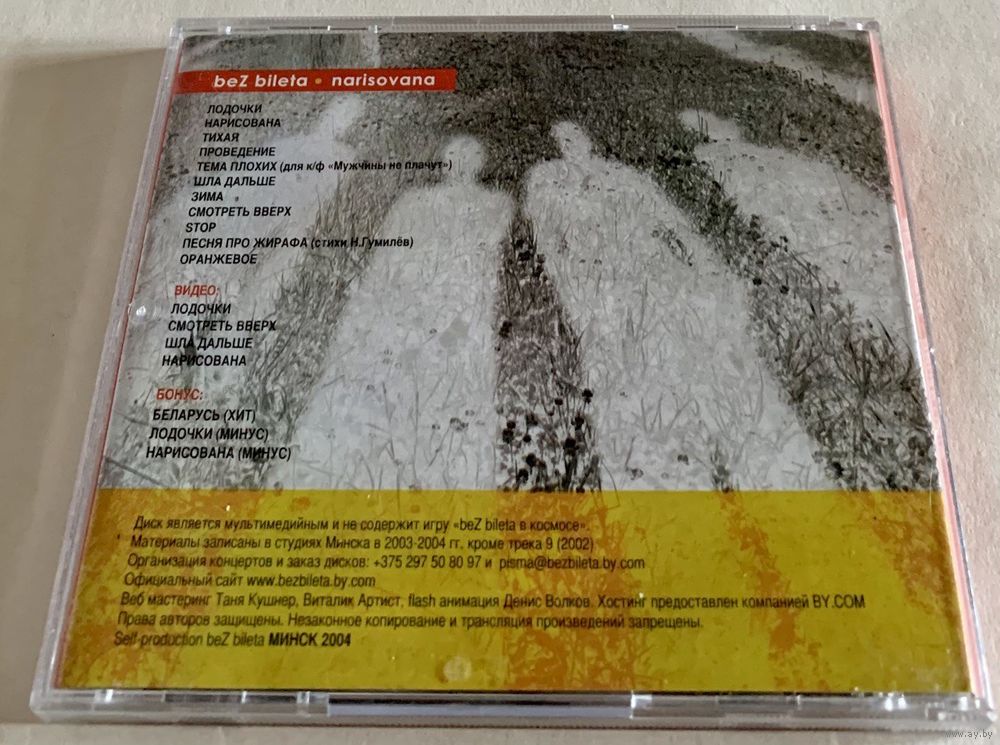 beZ bileta • narisovana
ЛОДОЧКИ
НАРИСОВАНА
ТИХАЯ
ПРОВЕДЕНИЕ
ТЕМА ПЛОХИХ (для к/ф «Мужчины не плачут»)
ШЛА ДАЛЬШЕ
ЗИМА
СМОТРЕТЬ ВВЕРХ
STOP
ПЕСНЯ ПРО ЖИРАФА (стихи Н.Гумилёв)
ОРАНЖЕВОЕ
ВИДЕО:
ЛОДОЧКИ
СМОТРЕТЬ ВВЕРХ
ШЛА ДАЛЬШЕ
НАРИСОВАНА
БОНУС:
БЕЛАРУСЬ (ХИТ)
ЛОДОЧКИ (МИНУС)
НАРИСОВАНА (МИНУС)
Диск является мультимедийным и не содержит игру «beZ bileta в космосе».
Материалы записаны в студиях Минска в 2003-2004 гг. кроме трека 9 (2002)
Организация концертов и заказ дисков: +375 297 50 80 97 и pisma@bezbileta.by.com
Официальный сайт www.bezbileta.by.com
Веб мастеринг Таня Кушнер, Виталик Артист, flash анимация Денис Волков. Хостинг предоставлен компанией BY.COM
Права авторов защищены. Незаконное копирование и трансляция произведений запрещены.
Self-production beZ bileta МИНСК 2004
www.ay.by